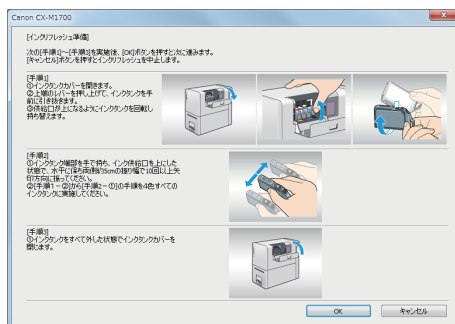 Canon CX-M1700
[インクリフレッシュ準備]
次の[手順1]～[手順3]を実施後、[OK]ボタンを押すと次に進みます。
[キャンセル]ボタンを押すとインクリフレッシュを中止します。
[手順1]
①インクタンクカバーを開きます。
②上端のレバーを押し上げて、インクタンクを手
前に引き抜きます。
③供給口が上になるようにインクタンクを回転し
持ち替えます。
[手順2]
①インクタンク端部を手で持ち、インク供給口を上にした
状態で、水平に保ち両側約5cmの振り幅で10回以上矢
印方向に振ってください。
②[手順1-②]から[手順2-①]の手順を4色すべての
インクタンクに実施してください。
[手順3]
①インクタンクをすべて外した状態でインクタンクカバーを
閉じます。
OK
キャンセル